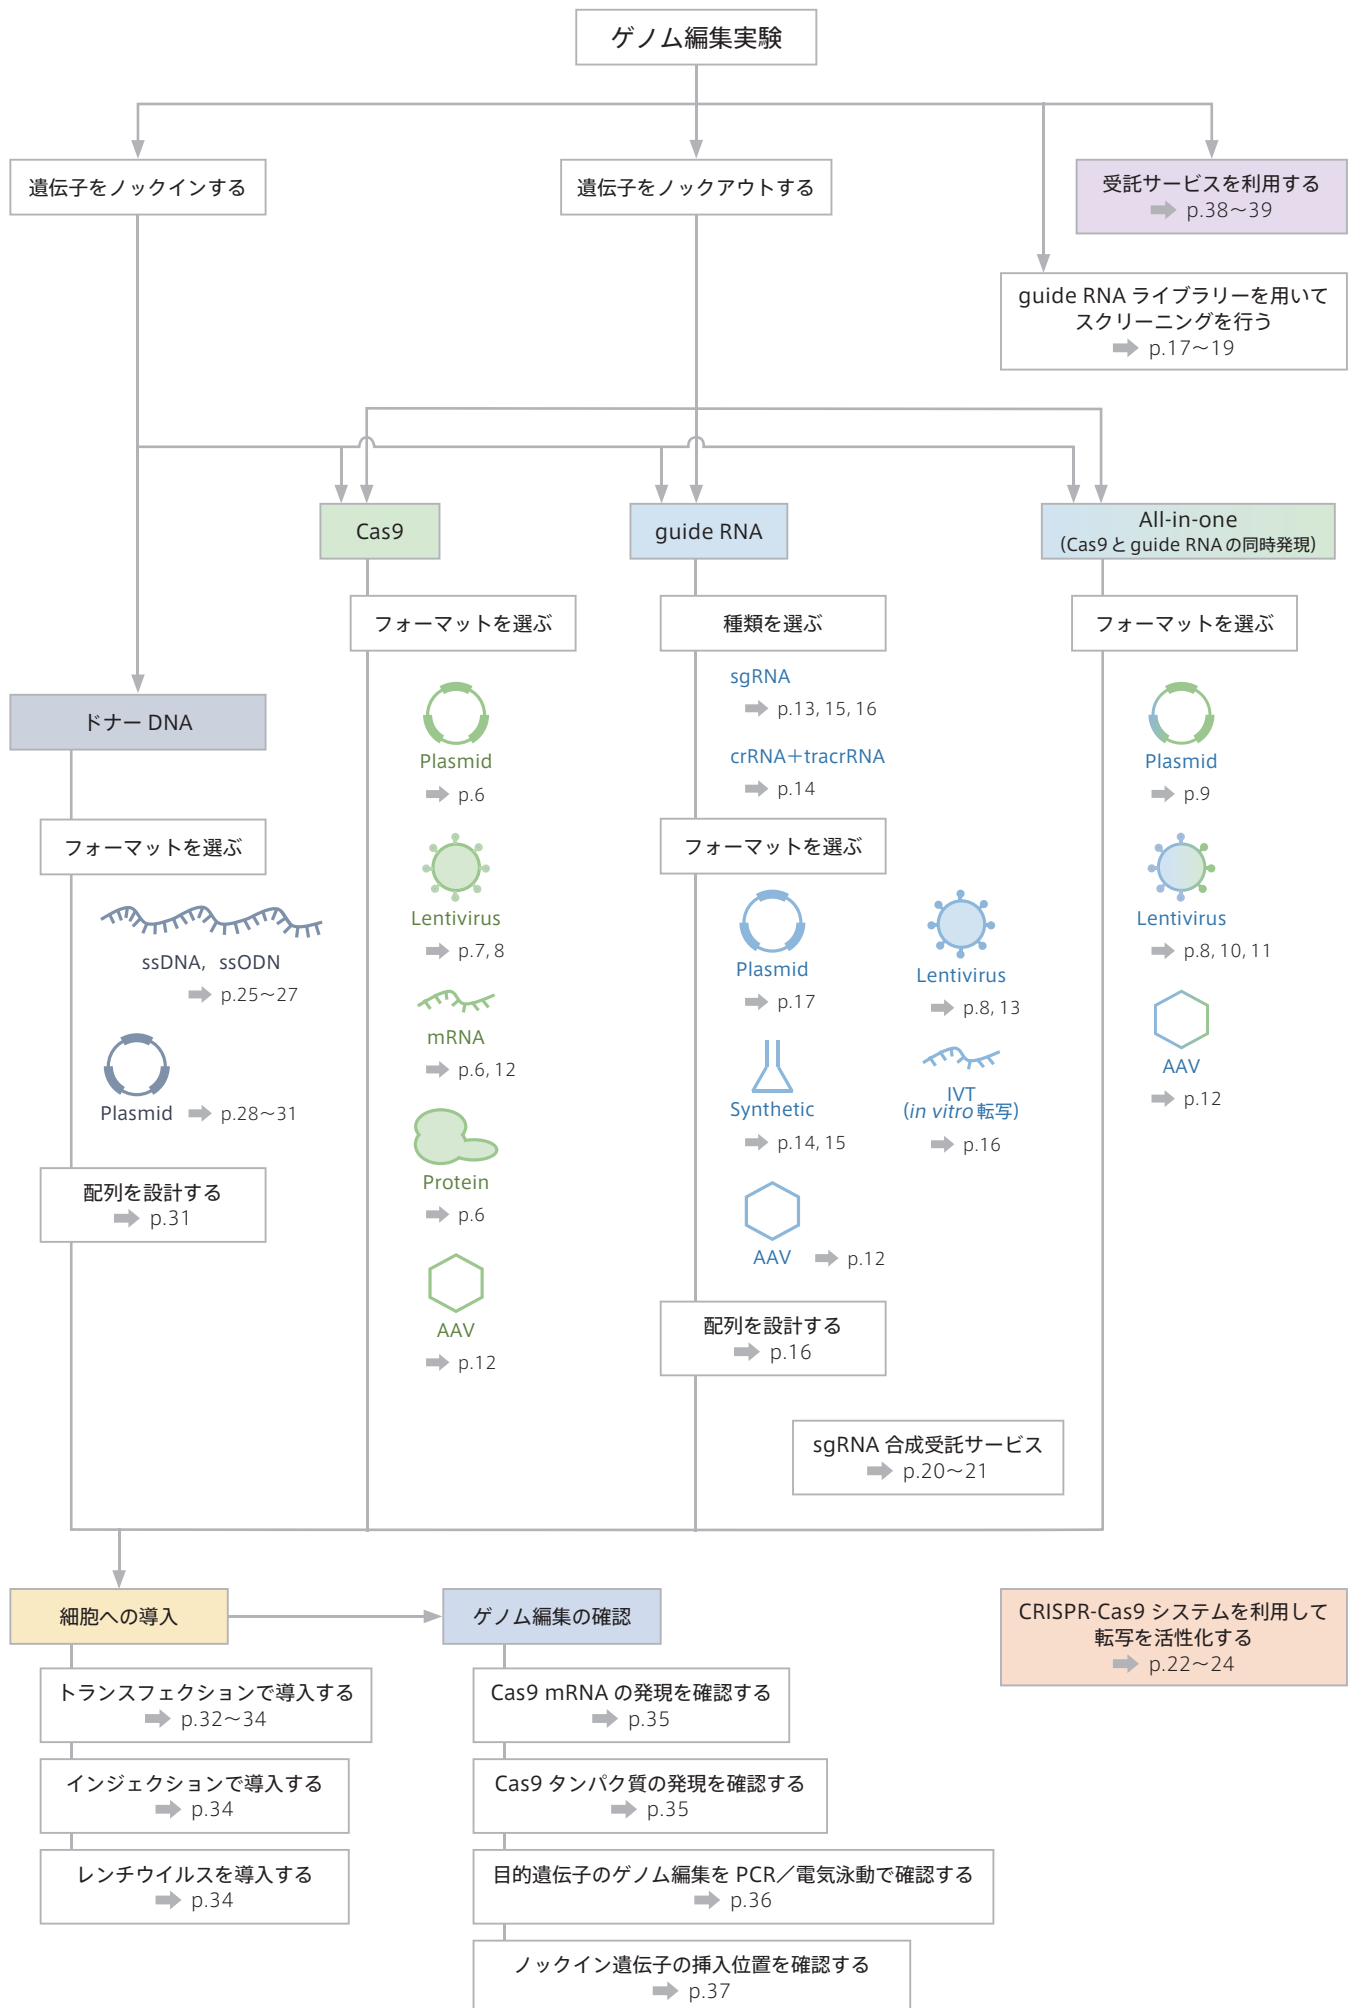 ゲノム編集実験
遺伝子をノックインする
遺伝子をノックアウトする
受託サービスを利用する
p.38〜39
guide RNA ライブラリーを用いて
スクリーニングを行う
p.17〜19
Cas9
guide RNA
All-in-one
(Cas9 と guide RNA の同時発現)
フォーマットを選ぶ
種類を選ぶ
フォーマットを選ぶ
ドナー DNA
フォーマットを選ぶ
ssDNA, ssODN
p.25〜27
Plasmid
p.28〜31
配列を設計する
p.31
Plasmid
p.6
Lentivirus
p.7, 8
mRNA
p.6, 12
Protein
p.6
AAV
p.12
sgRNA
p.13, 15, 16
crRNA＋tracrRNA
p.14
フォーマットを選ぶ
Plasmid
p.17
Lentivirus
p.8, 13
Synthetic
p.14, 15
IVT
(in vitro 転写)
p.16
AAV
p.12
配列を設計する
p.16
sgRNA 合成受託サービス
p.20〜21
Plasmid
p.9
Lentivirus
p.8, 10, 11
AAV
p.12
細胞への導入
トランスフェクションで導入する
p.32〜34
インジェクションで導入する
p.34
レンチウイルスを導入する
p.34
ゲノム編集の確認
Cas9 mRNA の発現を確認する
p.35
Cas9 タンパク質の発現を確認する
p.35
目的遺伝子のゲノム編集を PCR／電気泳動で確認する
p.36
ノックイン遺伝子の挿入位置を確認する
p.37
CRISPR-Cas9 システムを利用して
転写を活性化する
p.22〜24